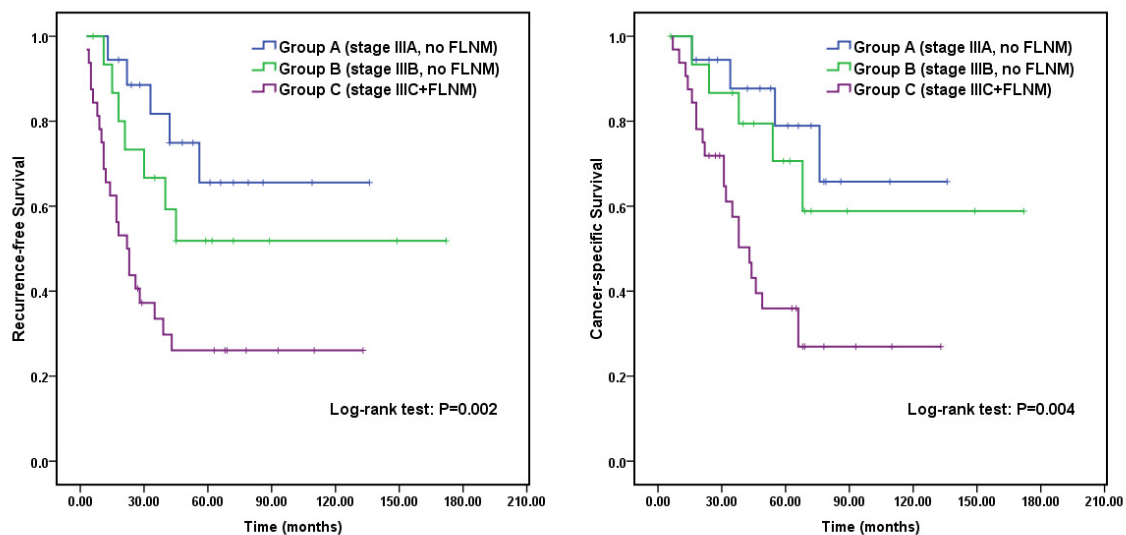 Group A (stage IIIA, no FLNM)
Group B (stage IIIB, no FLNM)
Group C (stage IIIC+FLNM)
1.0
0.8
0.6
0.4
0.2
0.0
Recurrence-free Survival
Log-rank test: P=0.002
0.00 30.00 60.00 90.00 120.00 150.00 180.00 210.00
Time (months)
Group A (stage IIIA, no FLNM)
Group B (stage IIIB, no FLNM)
Group C (stage IIIC+FLNM)
1.0
0.8
0.6
0.4
0.2
0.0
Cancer-specific Survival
Log-rank test: P=0.004
0.00 30.00 60.00 90.00 120.00 150.00 180.00 210.00
Time (months)